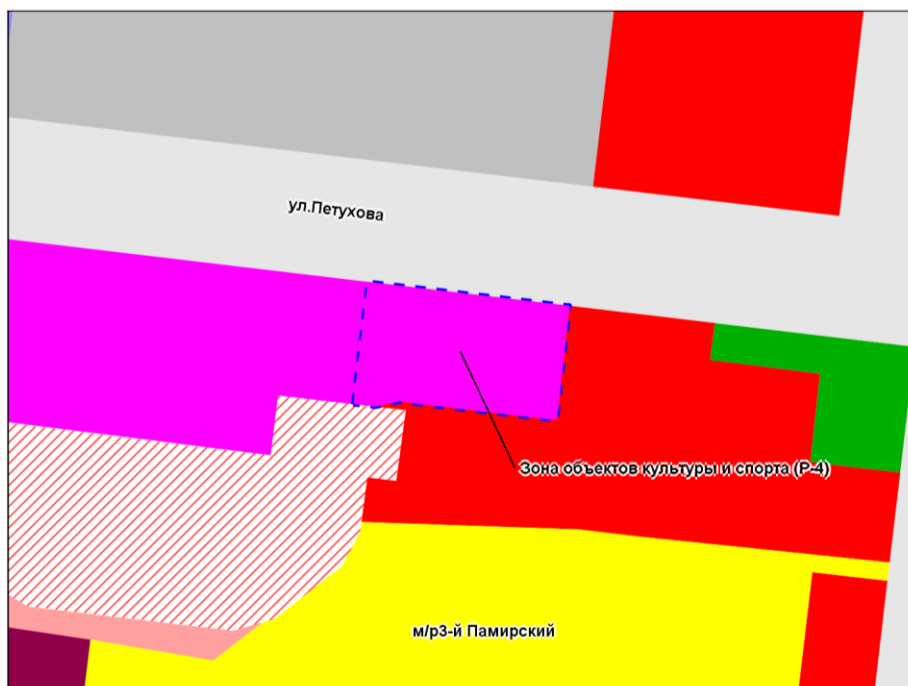 ул.Петухова
Зона объектов культуры и спорта (Р-4)
м/р3-й Памирский